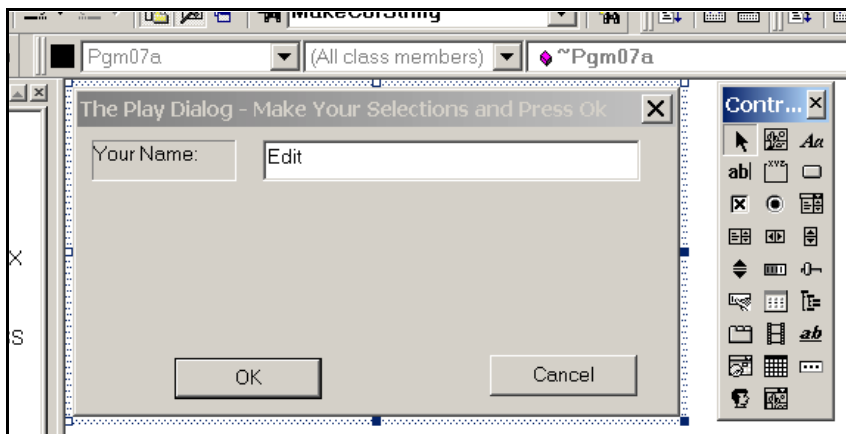 MakeCurString
Pgm07a (All class members) ~Pgm07a
The Play Dialog - Make Your Selections and Press Ok
Contr...
Your Name: Edit
Aa
ab
XYZ
X
S
ab
OK Cancel